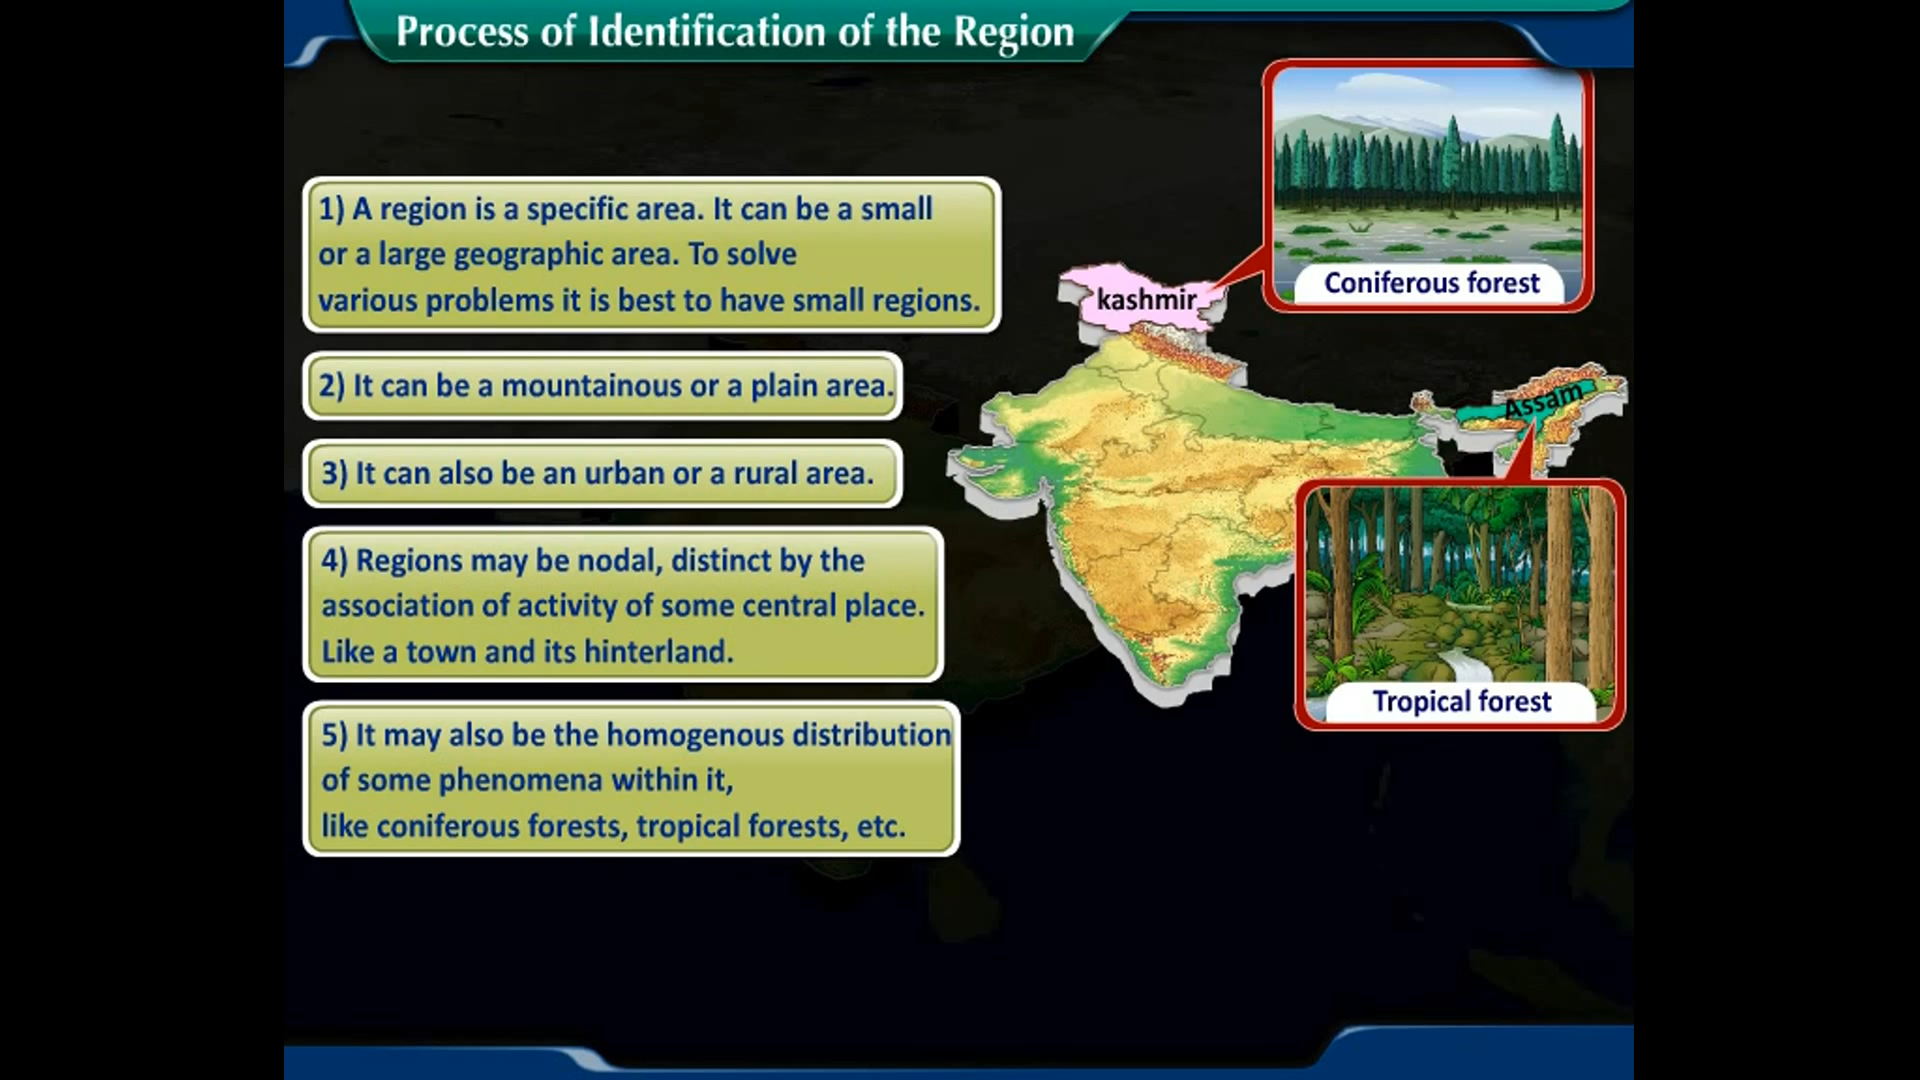 Process of Identification of the Region
1) A region is a specific area. It can be a small
or a large geographic area. To solve
various problems it is best to have small regions.
2) It can be a mountainous or a plain area.
3) It can also be an urban or a rural area.
4) Regions may be nodal, distinct by the
association of activity of some central place.
Like a town and its hinterland.
5) It may also be the homogenous distribution
of some phenomena within it,
like coniferous forests, tropical forests, etc.
Coniferous forest
kashmir
Assam
Tropical forest